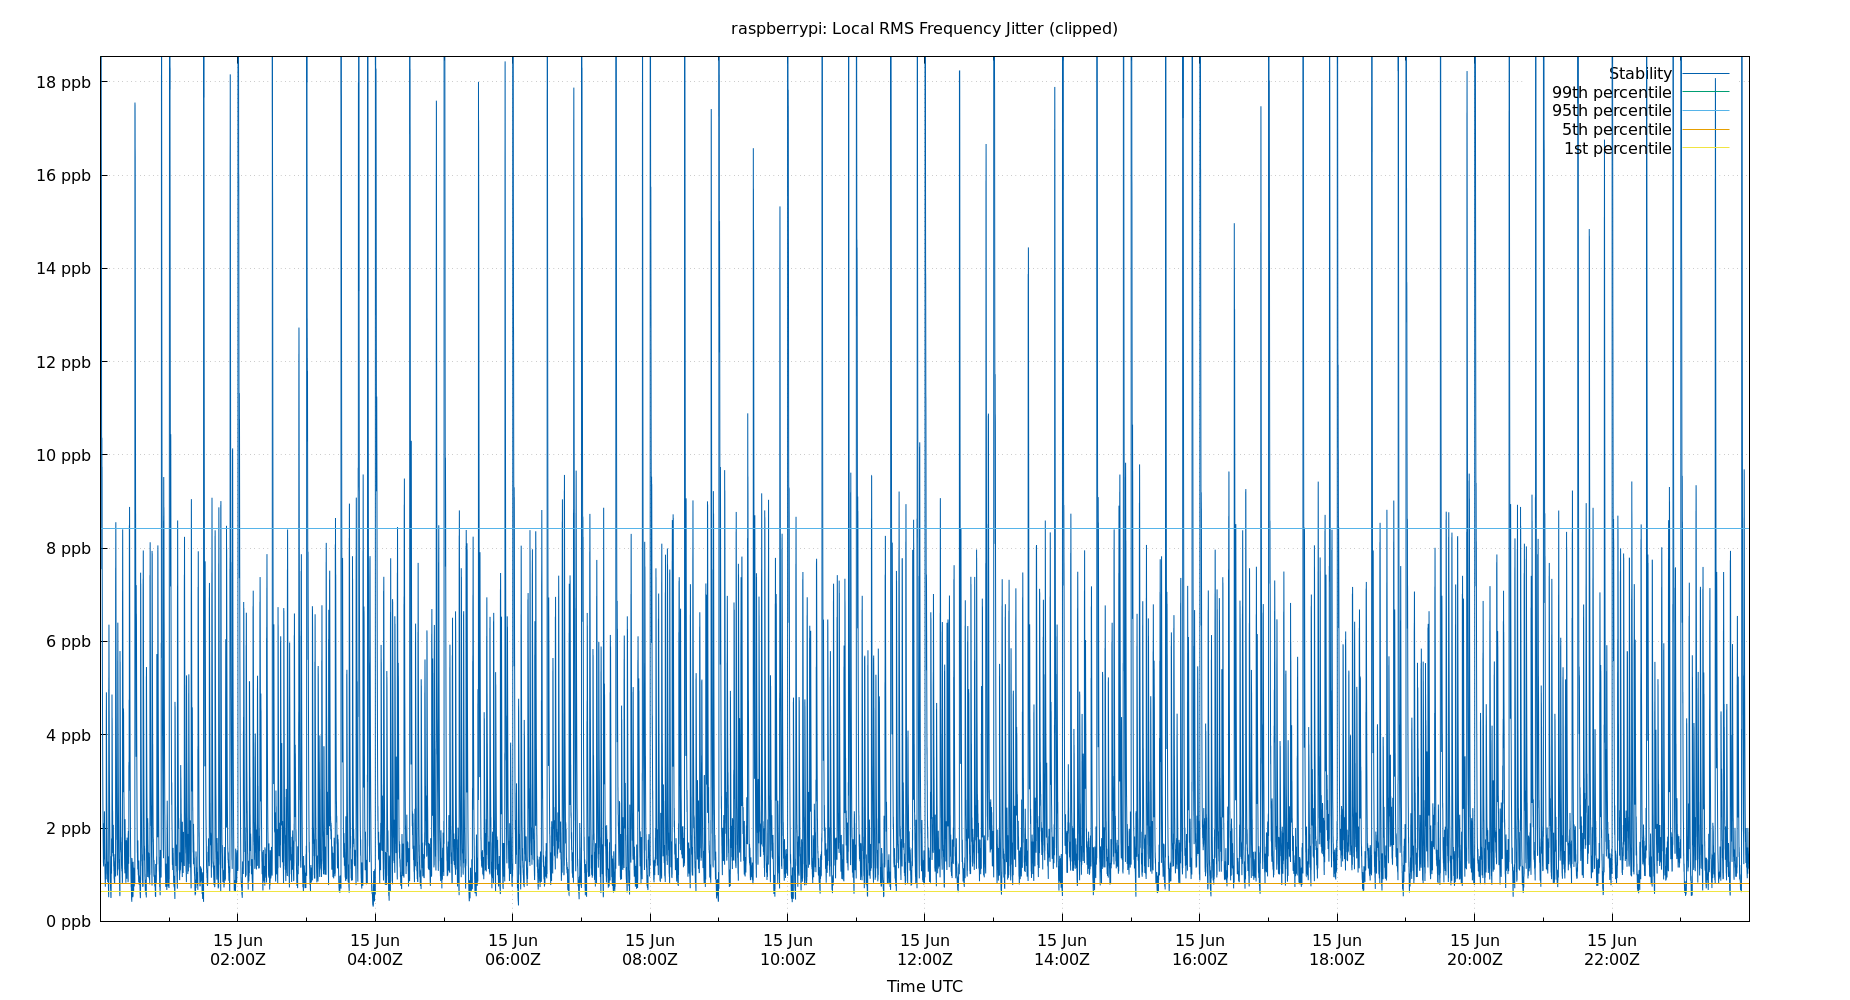 raspberrypi: Local RMS Frequency Jitter (clipped)
18 ppb
16 ppb
14 ppb
12 ppb
10 ppb
8 ppb
6 ppb
4 ppb
2 ppb
0 ppb
Stability
99th percentile
95th percentile
5th percentile
1st percentile
15 Jun 15 Jun 15 Jun 15 Jun 15 Jun 15 Jun 15 Jun 15 Jun 15 Jun 15 Jun 15 Jun
02:00Z 04:00Z 06:00Z 08:00Z 10:00Z 12:00Z 14:00Z 16:00Z 18:00Z 20:00Z 22:00Z
Time UTC